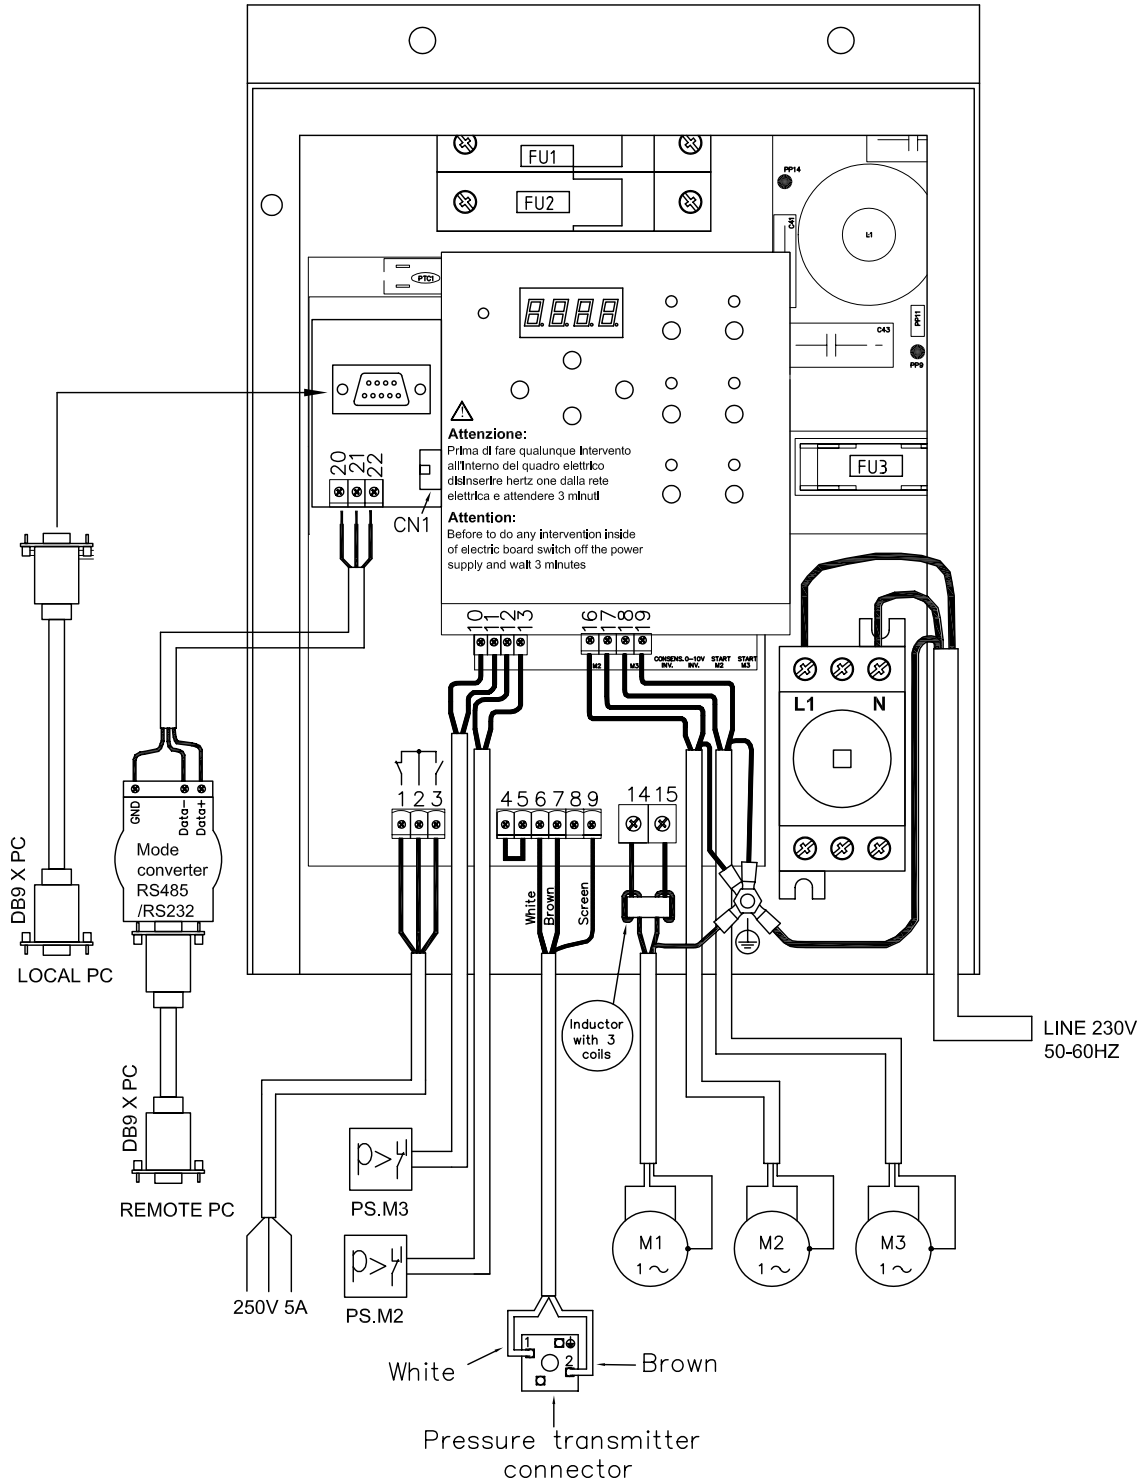 FU1
PP14
FU2
C41
L1
PTC1
8.8.8.8.
PP11
C43
PP9
Attenzione:
Prima di fare qualunque intervento
all'interno del quadro elettrico
disinserire hertz one dalla rete
elettrica e attendere 3 minuti
FU3
20 21 22
CN1
Attention:
Before to do any intervention inside
of electric board switch off the power
supply and wait 3 minutes
10 11 12 13
16 17 18 19
M2
M3
CONSENS. 0-10V START START
INV. INV. M2 M3
L1 N
1 2 3
4 5 6 7 8 9
14 15
GND
Data-
Data+
Mode
converter
RS485
/RS232
DB9 X PC
LOCAL PC
White
Brown
Screen
Inductor
with 3
coils
LINE 230V
50-60HZ
DB9 X PC
REMOTE PC
P>
PS.M3
P>
PS.M2
250V 5A
M1
1 ~
M2
1 ~
M3
1 ~
1
2
White
Brown
Pressure transmitter
connector